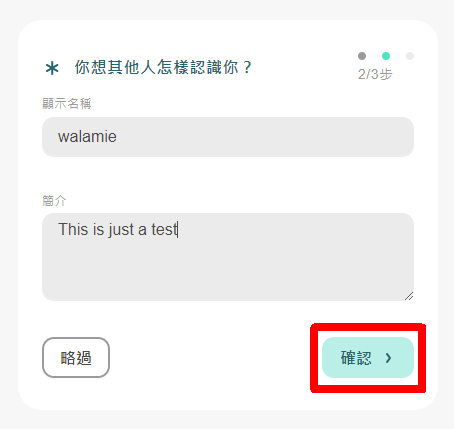 你想其他人怎樣認識你？
2/3步
顯示名稱
walamie
簡介
This is just a test
略過
確認